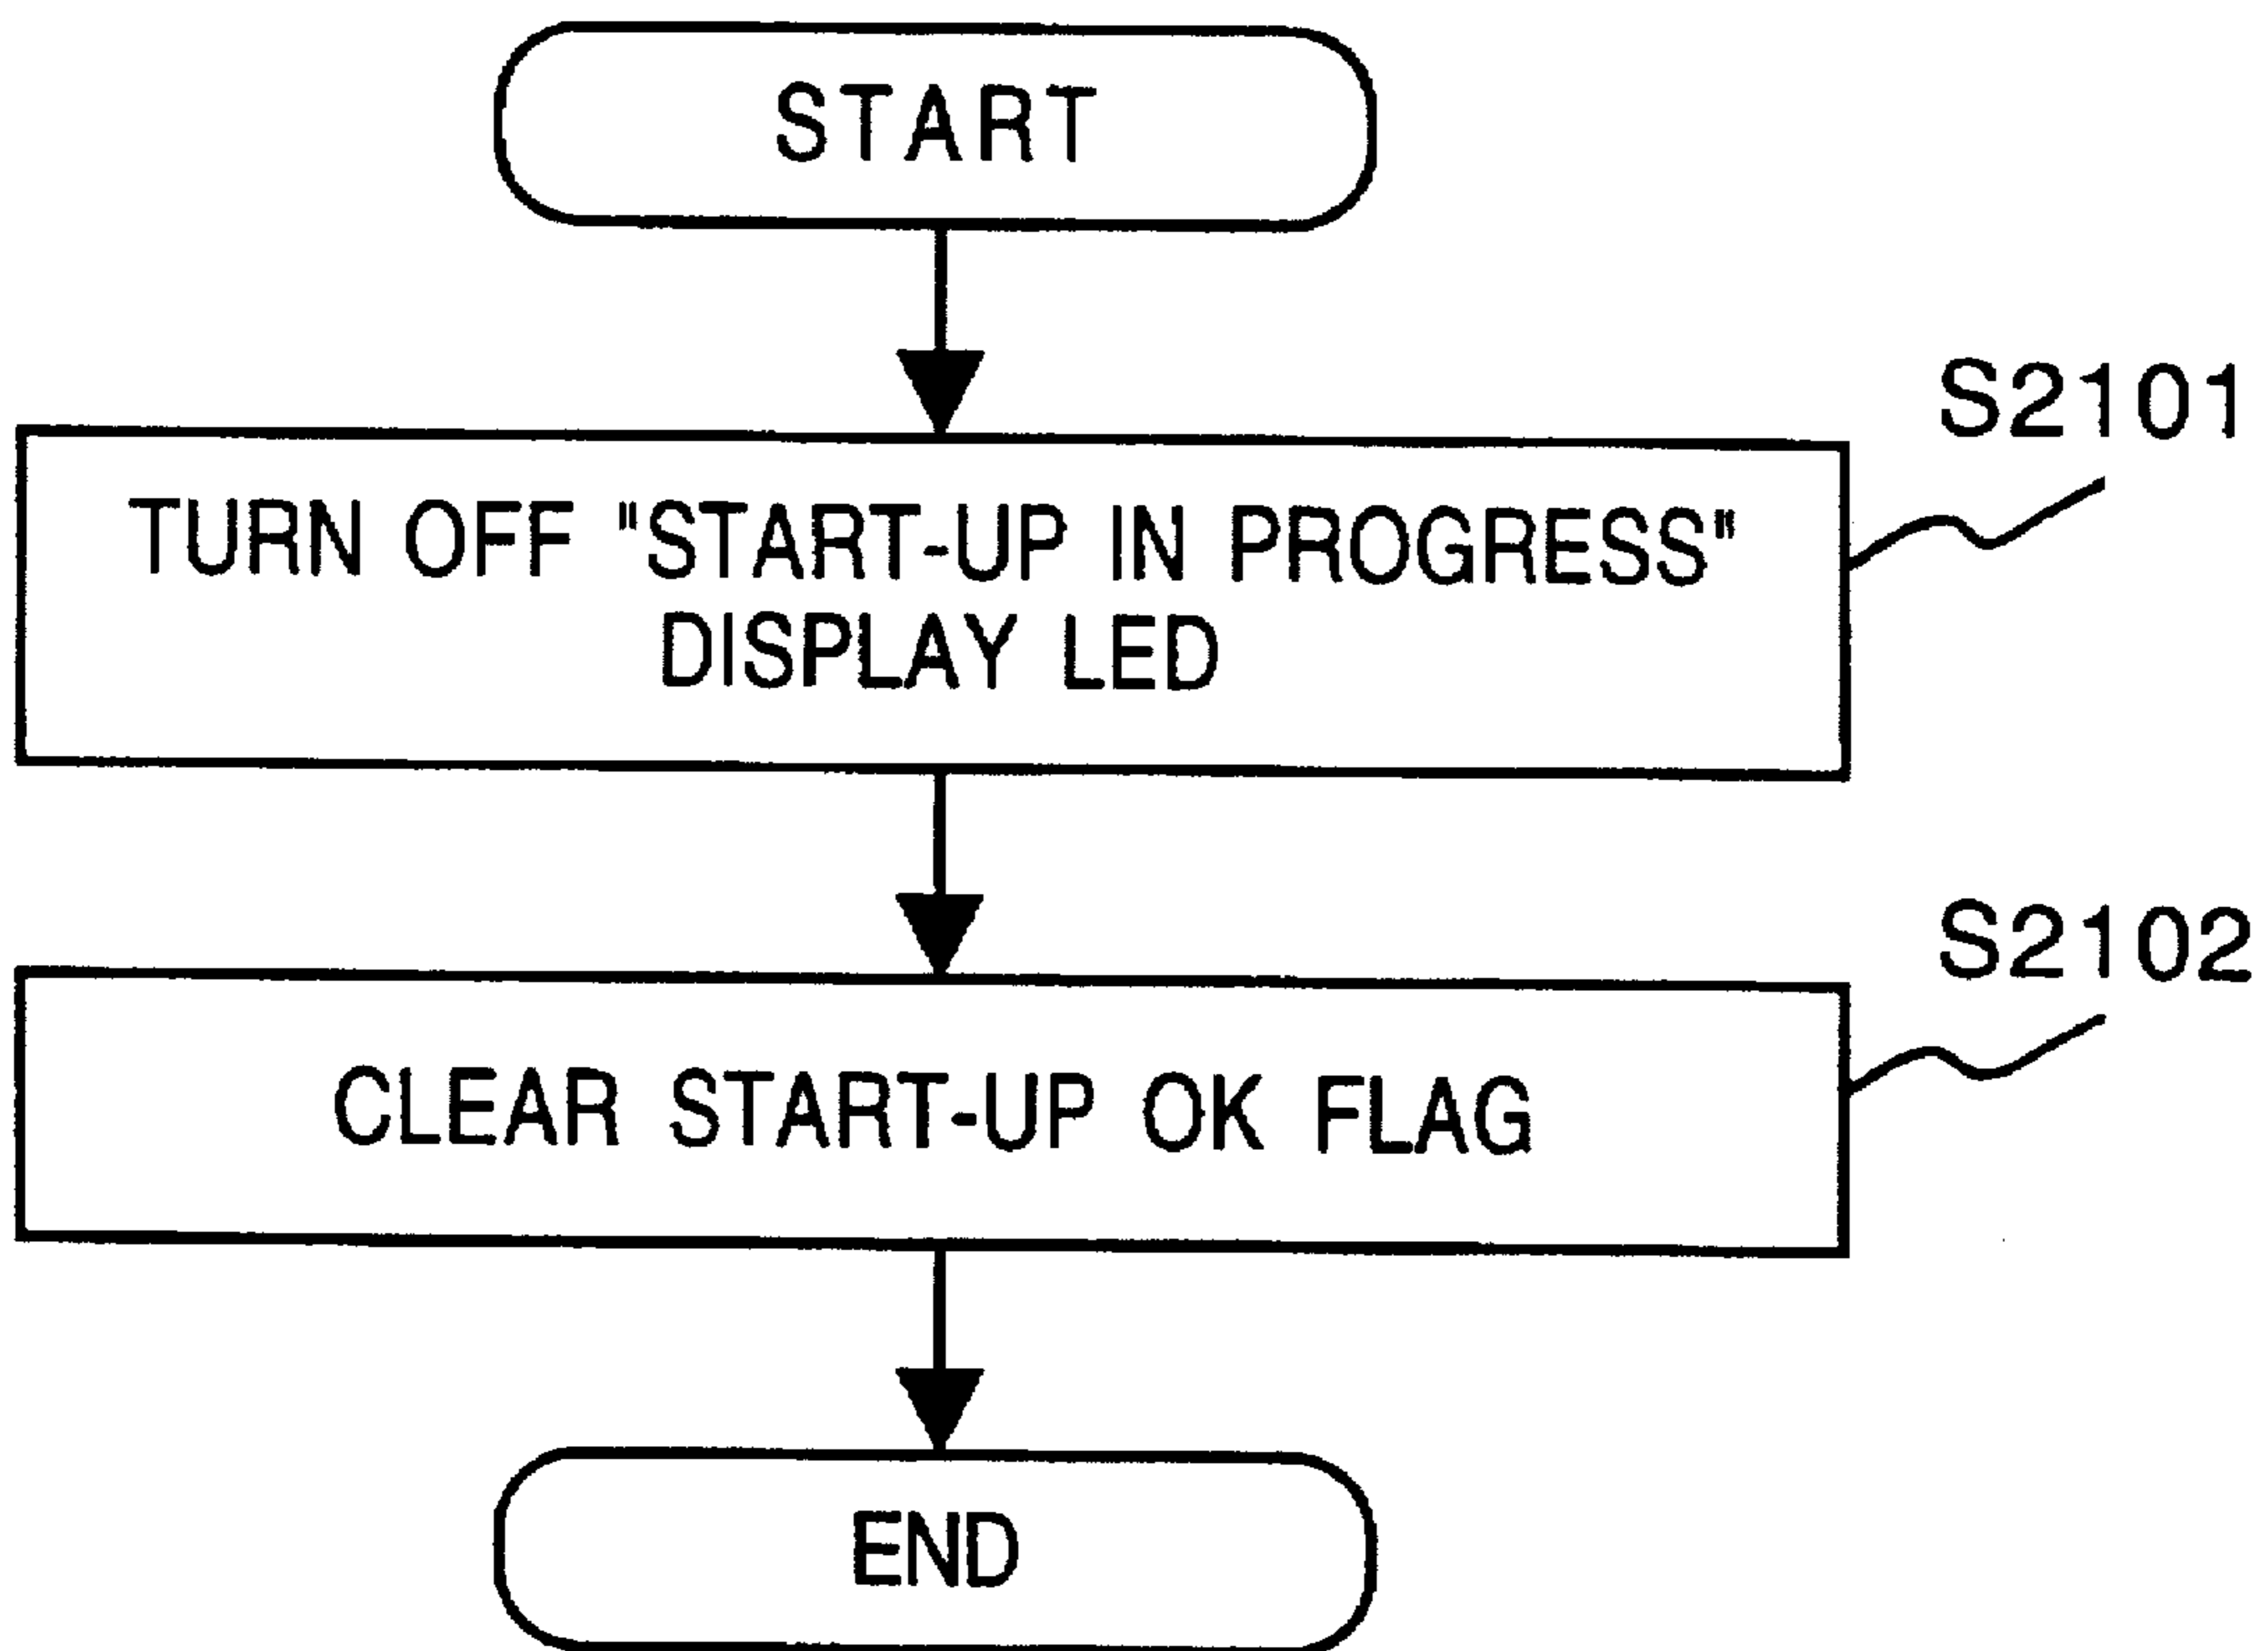 START
S2101
TURN OFF "START-UP IN PROGRESS"
DISPLAY LED
S2102
CLEAR START-UP OK FLAG
END